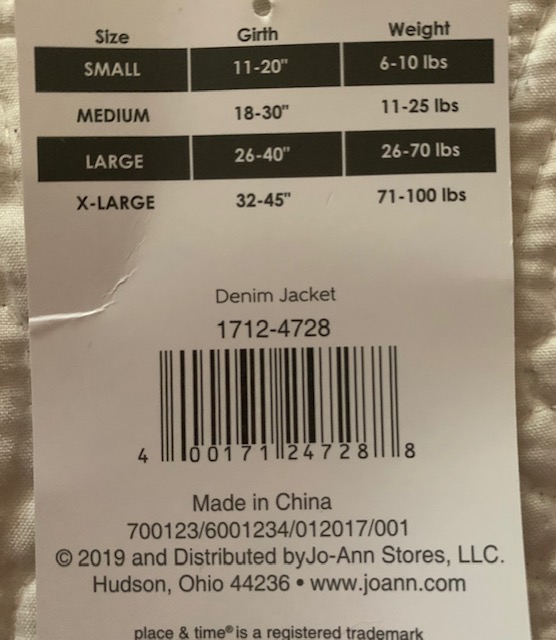 Size Girth Weight
SMALL 11-20" 6-10 lbs
MEDIUM 18-30" 11-25 lbs
LARGE 26-40" 26-70 lbs
X-LARGE 32-45" 71-100 lbs
Denim Jacket
1712-4728
4 00171 24728 8
Made in China
700123/6001234/012017/001
© 2019 and Distributed byJo-Ann Stores, LLC.
Hudson, Ohio 44236 • www.joann.com
place & time® is a registered trademark